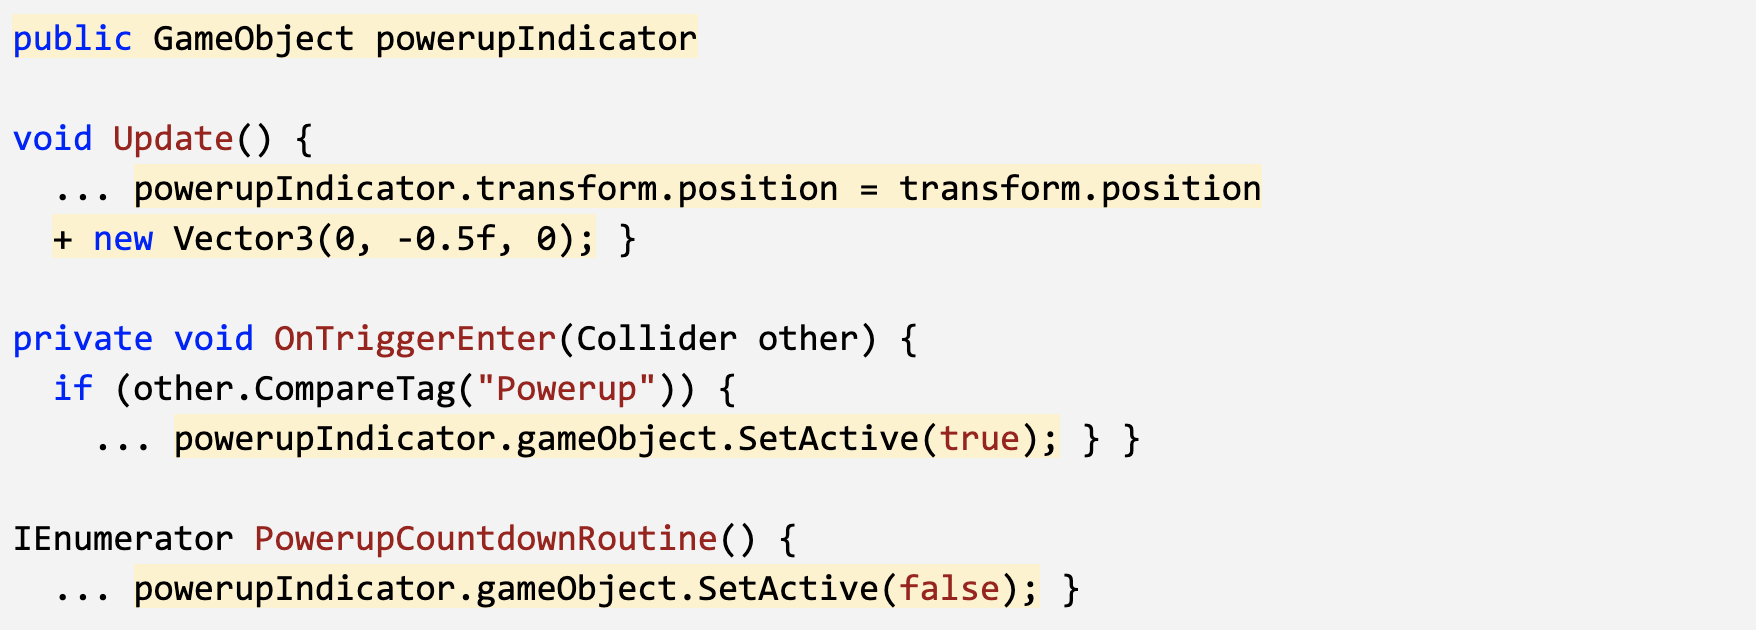 public GameObject powerupIndicator
void Update() {
... powerupIndicator.transform.position = transform.position
+ new Vector3(0, -0.5f, 0); }
private void OnTriggerEnter(Collider other) {
if (other.CompareTag("Powerup")) {
... powerupIndicator.gameObject.SetActive(true); } }
IEnumerator PowerupCountdownRoutine() {
... powerupIndicator.gameObject.SetActive(false); }